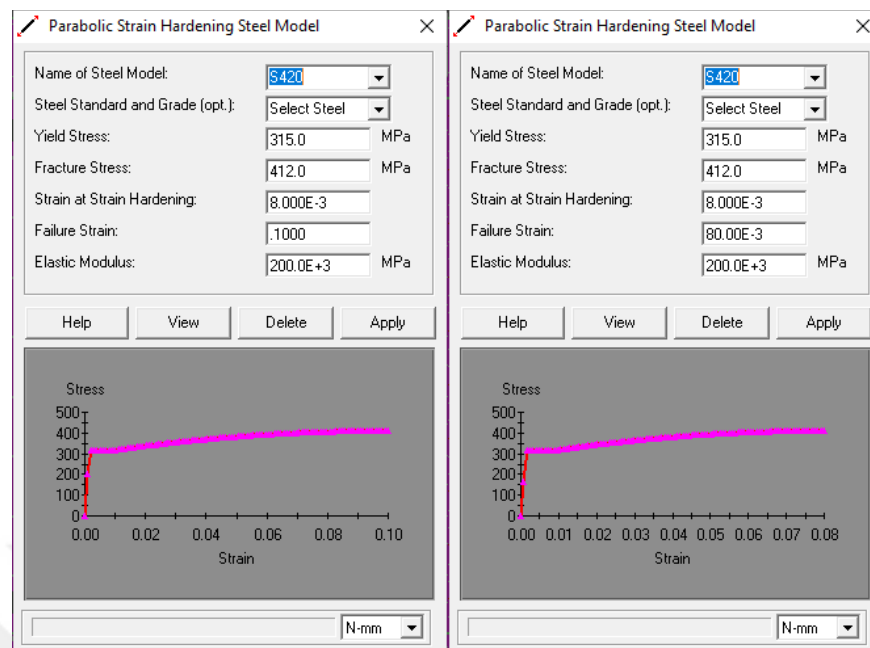 Parabolic Strain Hardening Steel Model
Name of Steel Model: S420
Steel Standard and Grade (opt.): Select Steel
Yield Stress: 315.0 MPa
Fracture Stress: 412.0 MPa
Strain at Strain Hardening: 8.000E-3
Failure Strain: .1000
Elastic Modulus: 200.0E+3 MPa
Help View Delete Apply
Stress
500
400
300
200
100
0
0.00 0.02 0.04 0.06 0.08 0.10
Strain
N-mm
Parabolic Strain Hardening Steel Model
Name of Steel Model: S420
Steel Standard and Grade (opt.): Select Steel
Yield Stress: 315.0 MPa
Fracture Stress: 412.0 MPa
Strain at Strain Hardening: 8.000E-3
Failure Strain: 80.00E-3
Elastic Modulus: 200.0E+3 MPa
Help View Delete Apply
Stress
500
400
300
200
100
0
0.00 0.01 0.02 0.03 0.04 0.05 0.06 0.07 0.08
Strain
N-mm